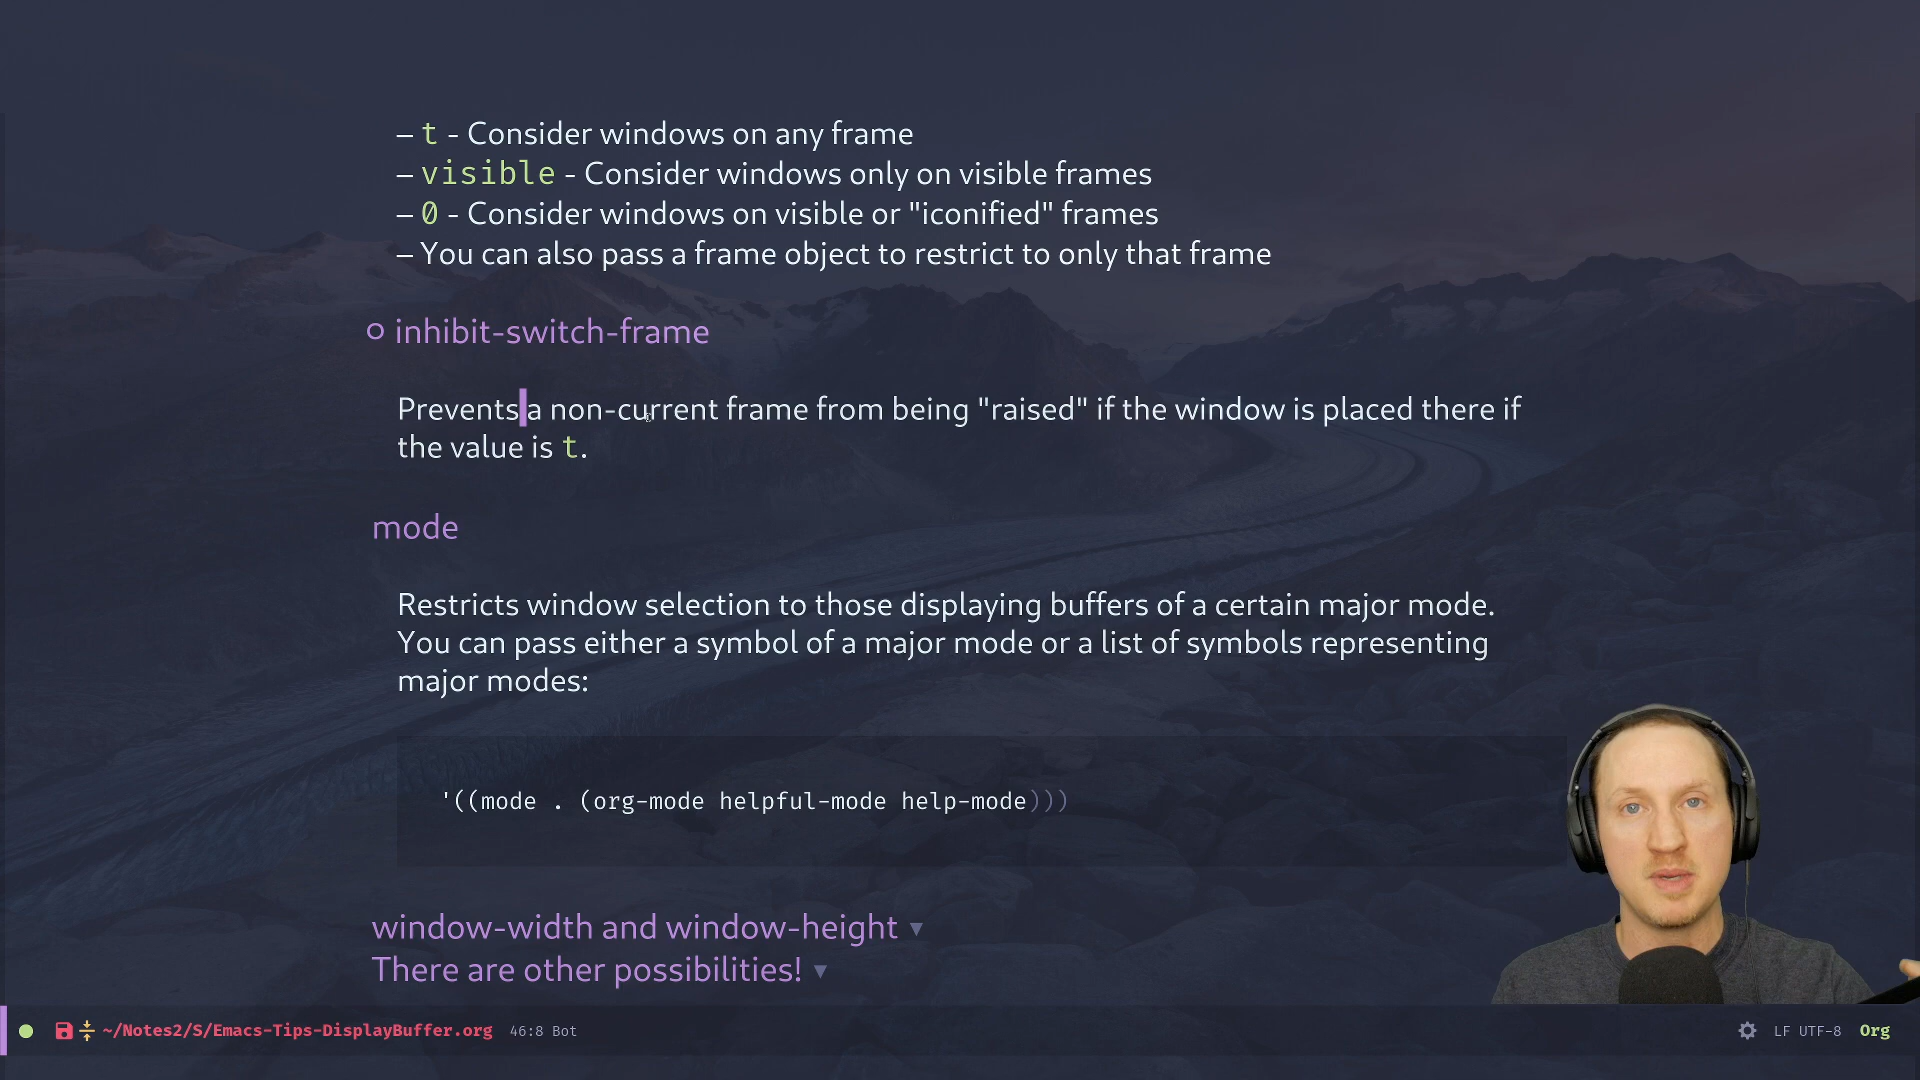 – t - Consider windows on any frame
– visible - Consider windows only on visible frames
– 0 - Consider windows on visible or "iconified" frames
– You can also pass a frame object to restrict to only that frame
inhibit-switch-frame
Prevents a non-current frame from being "raised" if the window is placed there if
the value is t.
mode
Restricts window selection to those displaying buffers of a certain major mode.
You can pass either a symbol of a major mode or a list of symbols representing
major modes:
'((mode . (org-mode helpful-mode help-mode)))
window-width and window-height ▾
There are other possibilities! ▾
~/Notes2/S/Emacs-Tips-DisplayBuffer.org 46:8 Bot LF UTF-8 Org